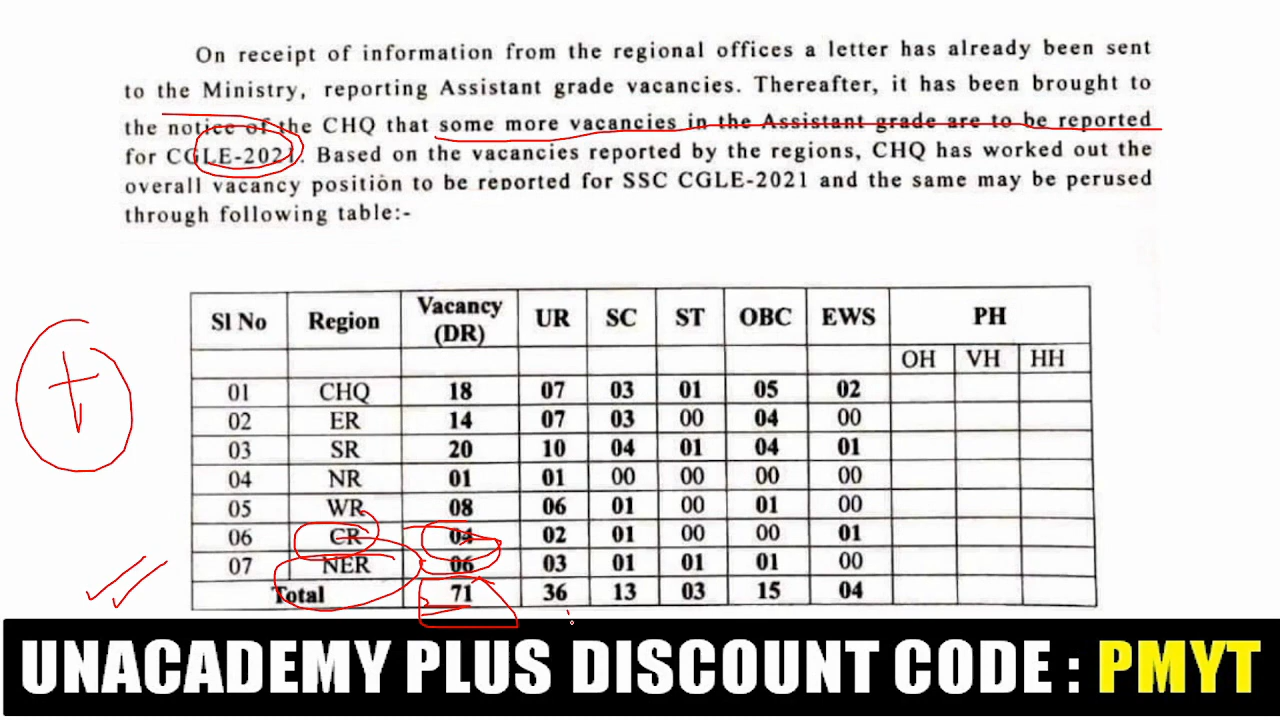 On receipt of information from the regional offices a letter has already been sent
to the Ministry, reporting Assistant grade vacancies. Thereafter, it has been brought to
the notice of the CHQ that some more vacancies in the Assistant grade are to be reported
for CGLE-2021. Based on the vacancies reported by the regions, CHQ has worked out the
overall vacancy position to be reported for SSC CGLE-2021 and the same may be perused
through following table:-
Sl No Region Vacancy (DR) UR SC ST OBC EWS PH
OH VH HH
01 CHQ 18 07 03 01 05 02
02 ER 14 07 03 00 04 00
03 SR 20 10 04 01 04 01
04 NR 01 01 00 00 00 00
05 WR 08 06 01 00 01 00
06 CR 04 02 01 00 00 01
07 NER 06 03 01 01 01 00
Total 71 36 13 03 15 04
UNACADEMY PLUS DISCOUNT CODE : PMYT